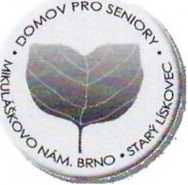 • DOMOV PRO SENIORY •
MIKULÁŠKOVO NÁM. BRNO • STARÝ LÍSKOVEC